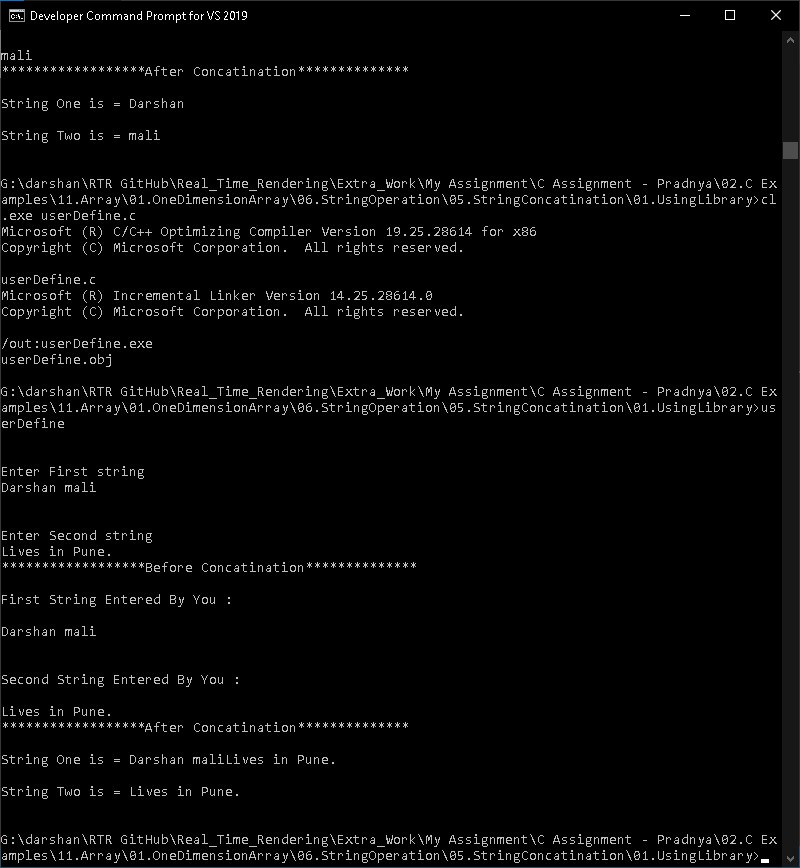 Developer Command Prompt for VS 2019
mali
******************After Concatination**************
String One is = Darshan
String Two is = mali
G:\darshan\RTR GitHub\Real_Time_Rendering\Extra_Work\My Assignment\C Assignment - Pradnya\02.C Ex
amples\11.Array\01.OneDimensionArray\06.StringOperation\05.StringConcatination\01.UsingLibrary>cl
.exe userDefine.c
Microsoft (R) C/C++ Optimizing Compiler Version 19.25.28614 for x86
Copyright (C) Microsoft Corporation.  All rights reserved.
userDefine.c
Microsoft (R) Incremental Linker Version 14.25.28614.0
Copyright (C) Microsoft Corporation.  All rights reserved.
/out:userDefine.exe
userDefine.obj
G:\darshan\RTR GitHub\Real_Time_Rendering\Extra_Work\My Assignment\C Assignment - Pradnya\02.C Ex
amples\11.Array\01.OneDimensionArray\06.StringOperation\05.StringConcatination\01.UsingLibrary>us
erDefine
Enter First string
Darshan mali
Enter Second string
Lives in Pune.
******************Before Concatination**************
First String Entered By You :
Darshan mali
Second String Entered By You :
Lives in Pune.
******************After Concatination**************
String One is = Darshan maliLives in Pune.
String Two is = Lives in Pune.
G:\darshan\RTR GitHub\Real_Time_Rendering\Extra_Work\My Assignment\C Assignment - Pradnya\02.C Ex
amples\11.Array\01.OneDimensionArray\06.StringOperation\05.StringConcatination\01.UsingLibrary>